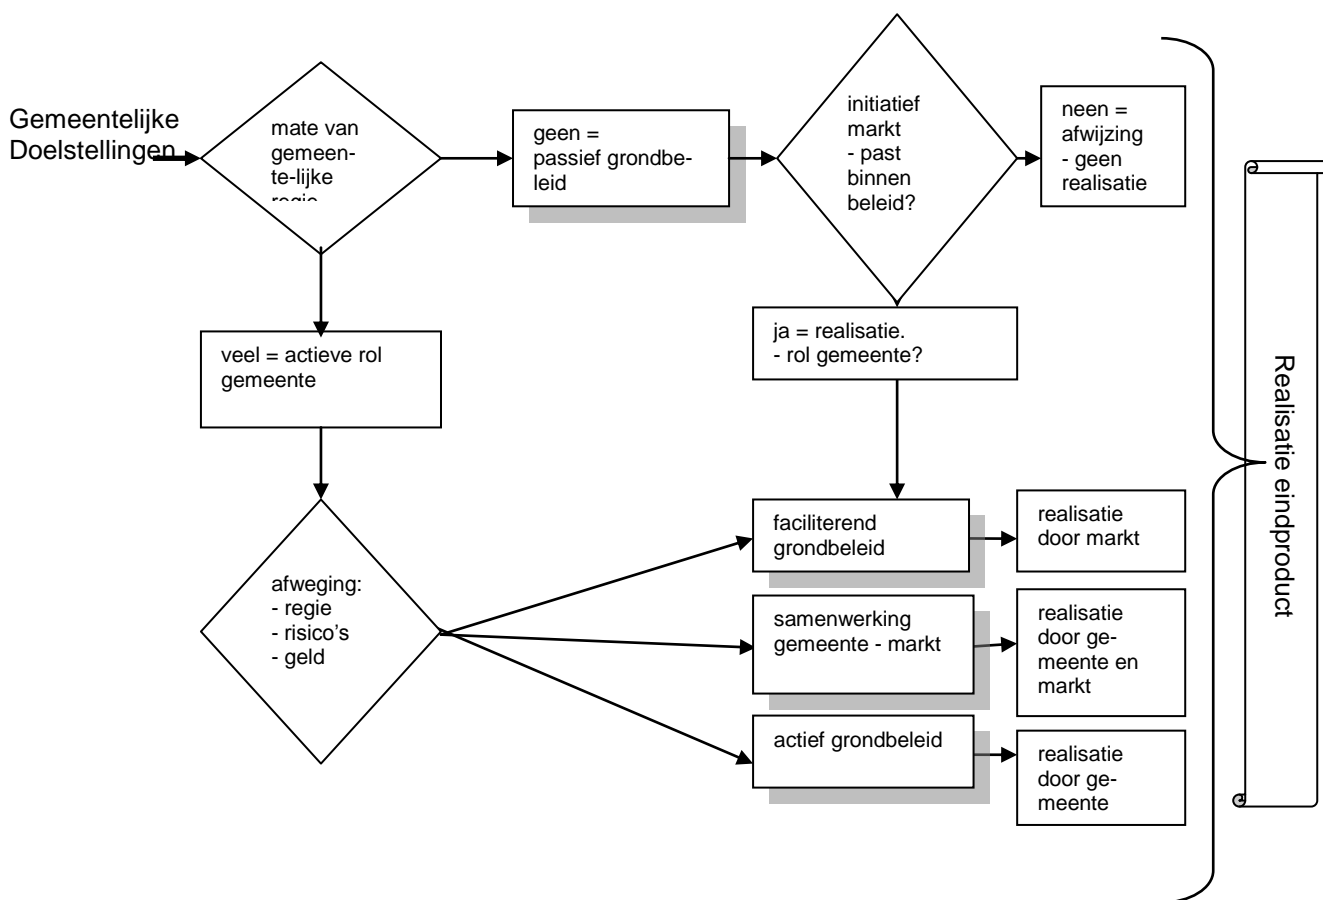 Gemeentelijke
Doelstellingen
mate van
gemeen-
te-lijke
regie
geen =
passief grondbe-
leid
initiatief
markt
- past
binnen
beleid?
neen =
afwijzing
- geen
realisatie
veel = actieve rol
gemeente
ja = realisatie.
- rol gemeente?
afweging:
- regie
- risico’s
- geld
faciliterend
grondbeleid
realisatie
door markt
samenwerking
gemeente - markt
realisatie
door ge-
meente en
markt
actief grondbeleid
realisatie
door ge-
meente
Realisatie eindproduct